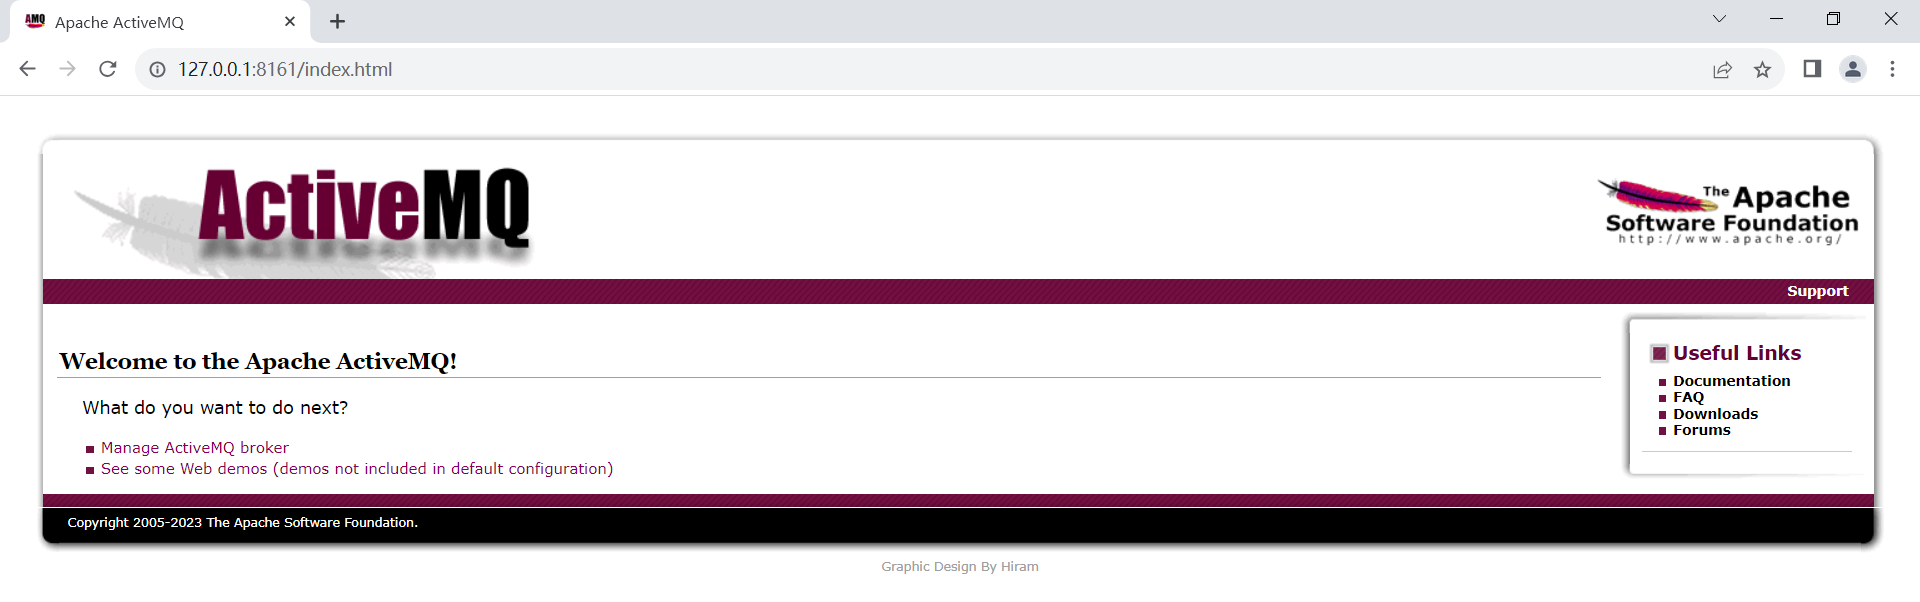 AMQ
Apache ActiveMQ
127.0.0.1:8161/index.html
ActiveMQ
The Apache
Software Foundation
http://www.apache.org/
Support
Welcome to the Apache ActiveMQ!
What do you want to do next?
Manage ActiveMQ broker
See some Web demos (demos not included in default configuration)
Useful Links
Documentation
FAQ
Downloads
Forums
Copyright 2005-2023 The Apache Software Foundation.
Graphic Design By Hiram